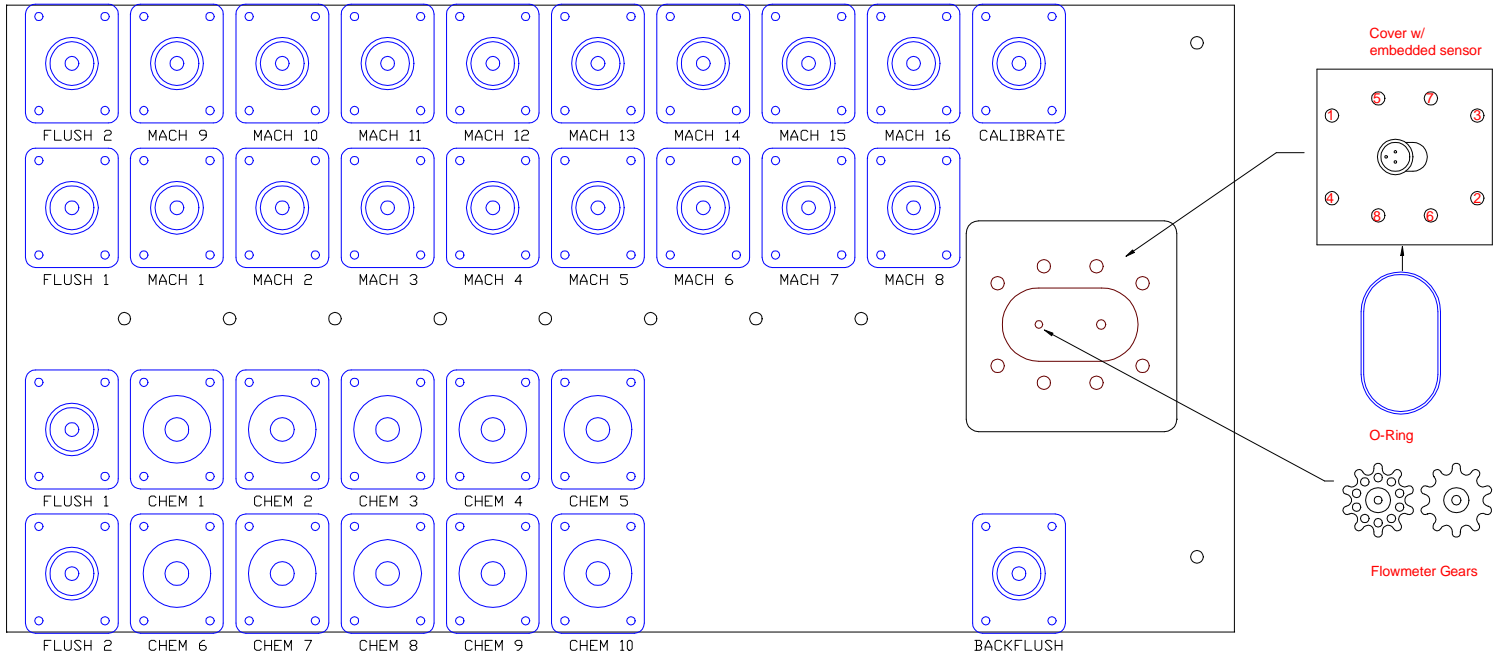 Cover w/
embedded sensor
5 7
1 3
4 2
8 6
FLUSH 2 MACH 9 MACH 10 MACH 11 MACH 12 MACH 13 MACH 14 MACH 15 MACH 16 CALIBRATE
FLUSH 1 MACH 1 MACH 2 MACH 3 MACH 4 MACH 5 MACH 6 MACH 7 MACH 8
O-Ring
FLUSH 1 CHEM 1 CHEM 2 CHEM 3 CHEM 4 CHEM 5
Flowmeter Gears
FLUSH 2 CHEM 6 CHEM 7 CHEM 8 CHEM 9 CHEM 10 BACKFLUSH